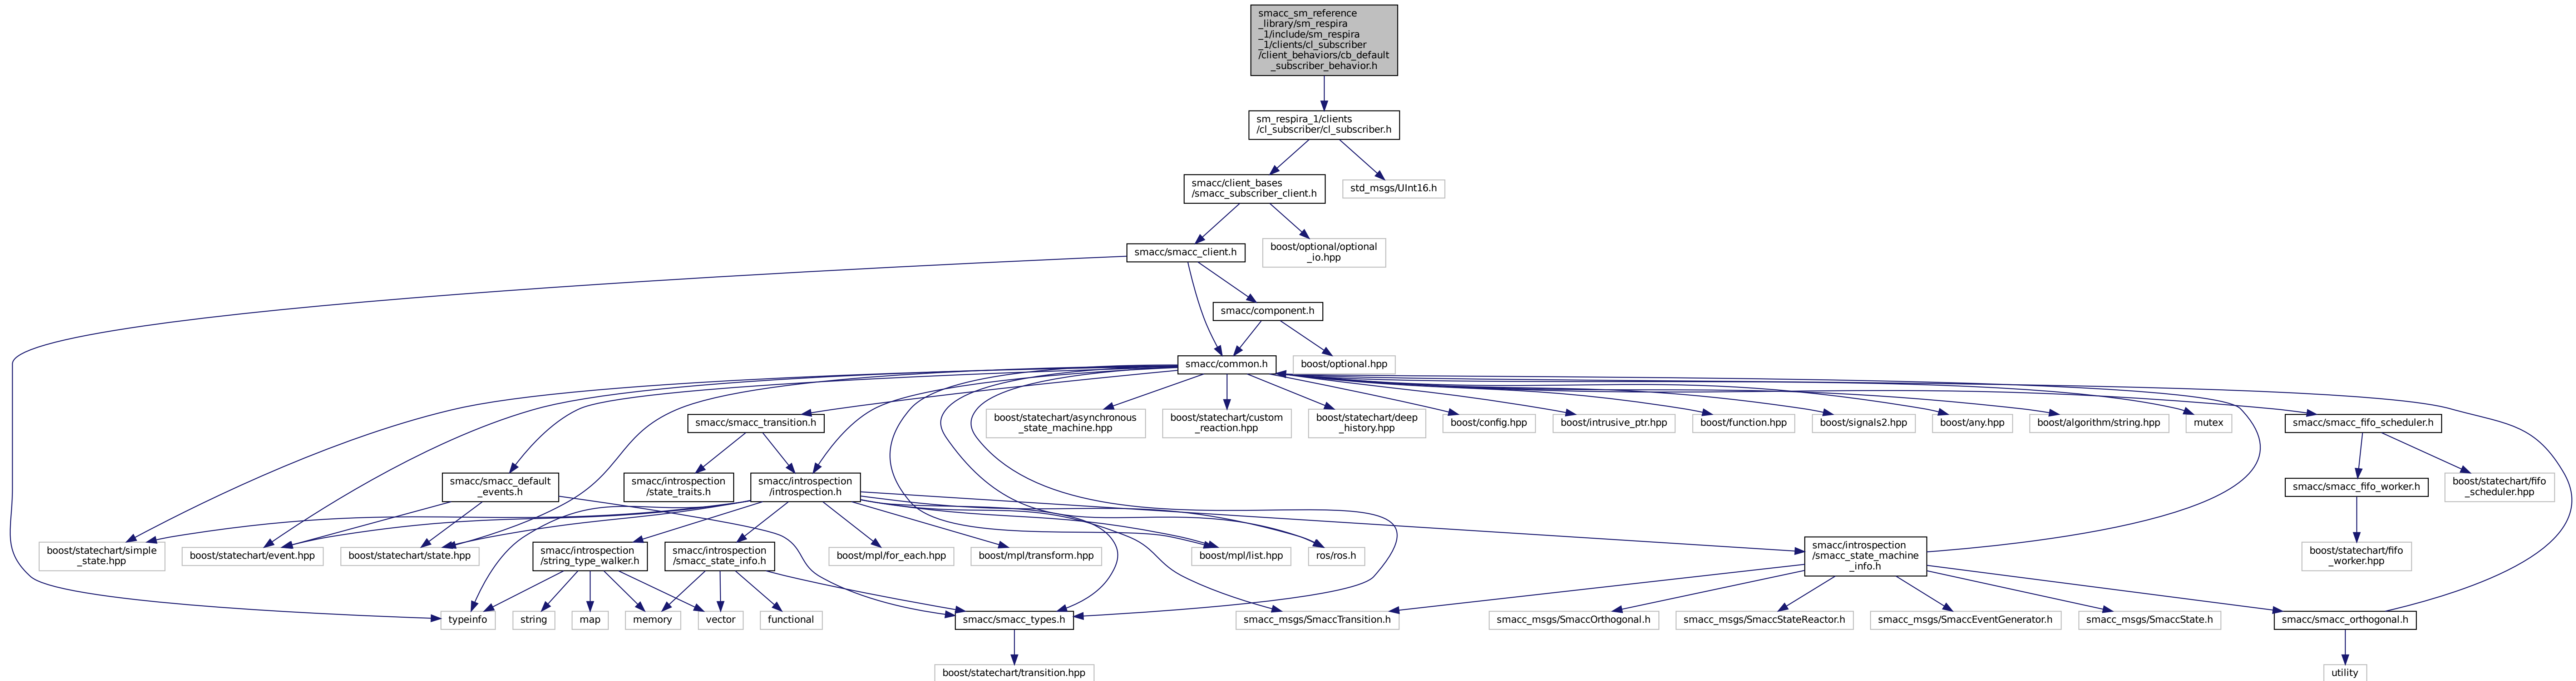 smacc_sm_reference
_library/sm_respira
_1/include/sm_respira
_1/clients/cl_subscriber
/client_behaviors/cb_default
_subscriber_behavior.h
sm_respira_1/clients
/cl_subscriber/cl_subscriber.h
smacc/client_bases
/smacc_subscriber_client.h
std_msgs/UInt16.h
smacc/smacc_client.h
boost/optional/optional
_io.hpp
smacc/component.h
smacc/common.h
boost/optional.hpp
smacc/smacc_transition.h
boost/statechart/asynchronous
_state_machine.hpp
boost/statechart/custom
_reaction.hpp
boost/statechart/deep
_history.hpp
boost/config.hpp
boost/intrusive_ptr.hpp
boost/function.hpp
boost/signals2.hpp
boost/any.hpp
boost/algorithm/string.hpp
mutex
smacc/smacc_fifo_scheduler.h
smacc/smacc_default
_events.h
smacc/introspection
/state_traits.h
smacc/introspection
/introspection.h
smacc/smacc_fifo_worker.h
boost/statechart/fifo
_scheduler.hpp
boost/statechart/simple
_state.hpp
boost/statechart/event.hpp
boost/statechart/state.hpp
smacc/introspection
/string_type_walker.h
smacc/introspection
/smacc_state_info.h
boost/mpl/for_each.hpp
boost/mpl/transform.hpp
boost/mpl/list.hpp
ros/ros.h
smacc/introspection
/smacc_state_machine
_info.h
boost/statechart/fifo
_worker.hpp
typeinfo
string
map
memory
vector
functional
smacc/smacc_types.h
smacc_msgs/SmaccTransition.h
smacc_msgs/SmaccOrthogonal.h
smacc_msgs/SmaccStateReactor.h
smacc_msgs/SmaccEventGenerator.h
smacc_msgs/SmaccState.h
smacc/smacc_orthogonal.h
boost/statechart/transition.hpp
utility